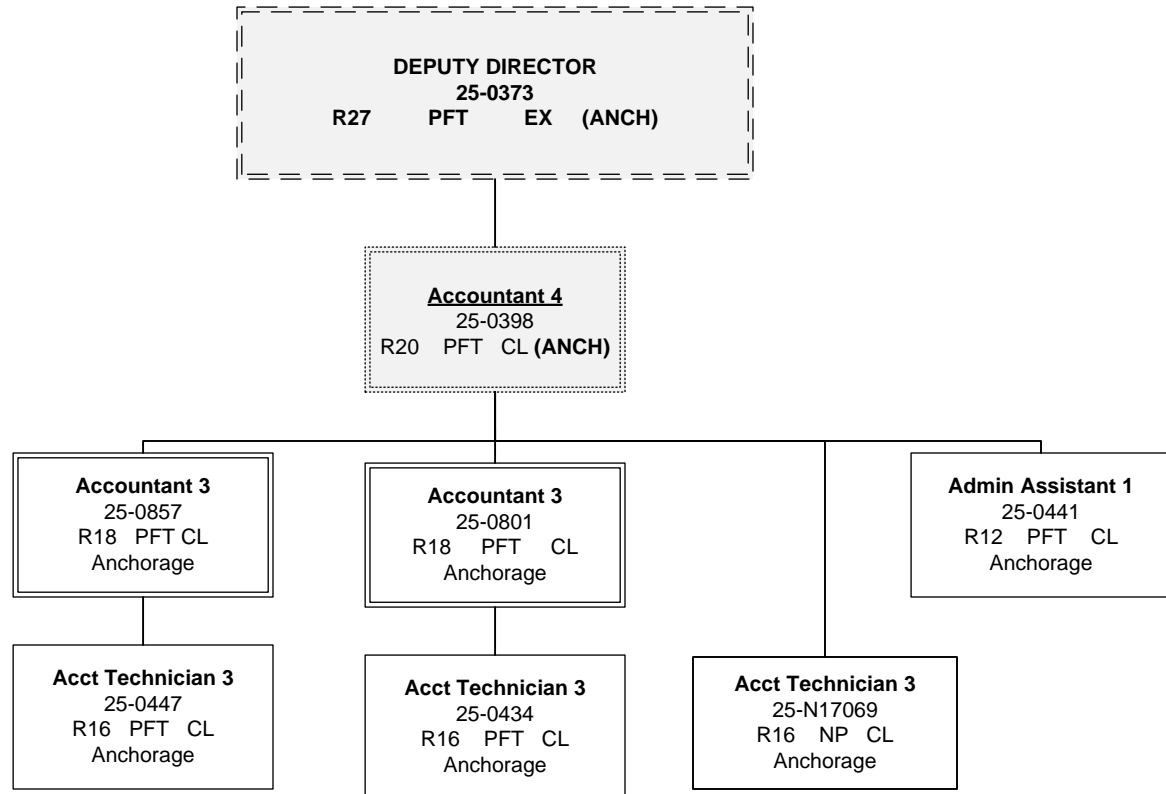 DEPUTY DIRECTOR
25-0373
R27 PFT EX (ANCH)
Accountant 4
25-0398
R20 PFT CL (ANCH)
Accountant 3
25-0857
R18 PFT CL
Anchorage
Accountant 3
25-0801
R18 PFT CL
Anchorage
Admin Assistant 1
25-0441
R12 PFT CL
Anchorage
Acct Technician 3
25-0447
R16 PFT CL
Anchorage
Acct Technician 3
25-0434
R16 PFT CL
Anchorage
Acct Technician 3
25-N17069
R16 NP CL
Anchorage